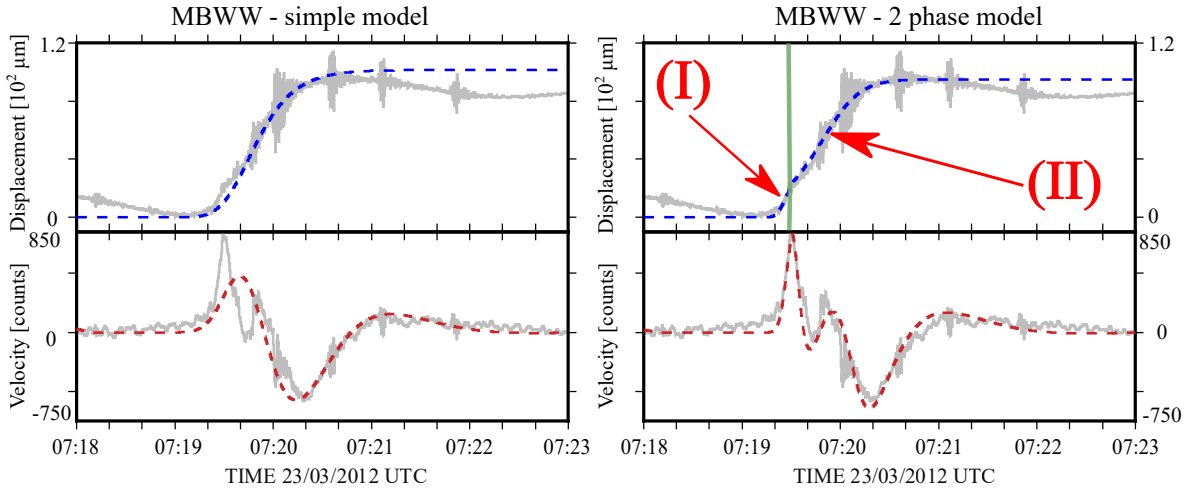 MBWW - simple model
MBWW - 2 phase model
Displacement [10² μm]
1.2
0
Displacement [10² μm]
1.2
0
(I)
(II)
Velocity [counts]
850
0
-750
Velocity [counts]
850
0
-750
07:18 07:19 07:20 07:21 07:22 07:23
07:18 07:19 07:20 07:21 07:22 07:23
TIME 23/03/2012 UTC
TIME 23/03/2012 UTC